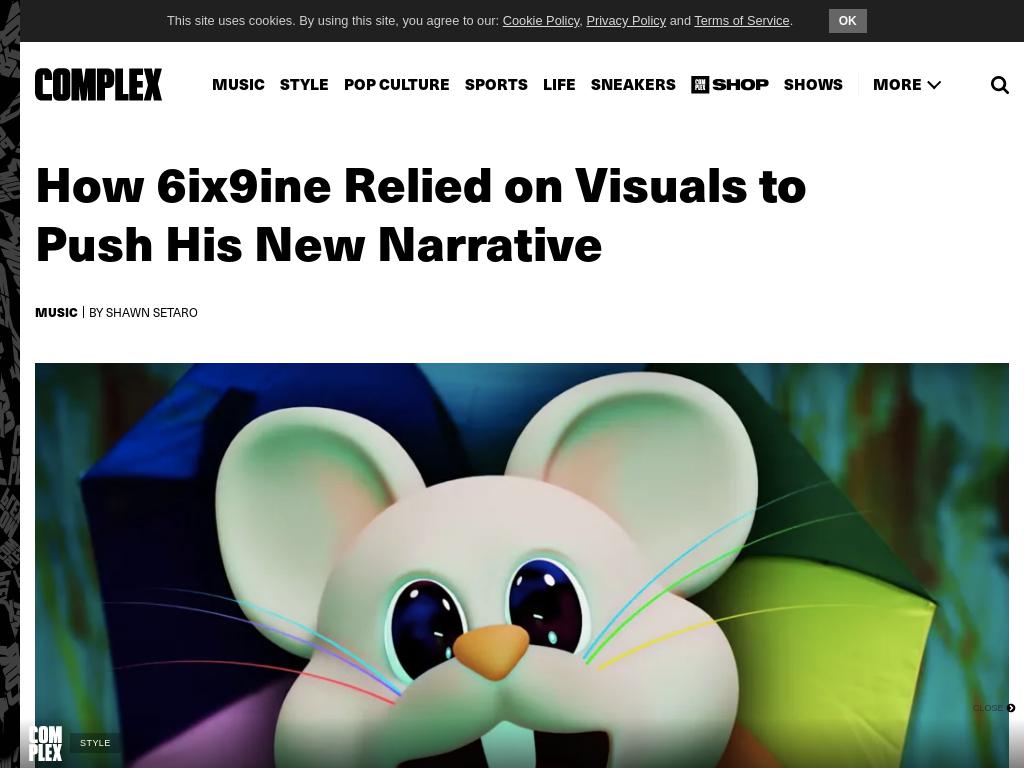 This site uses cookies. By using this site, you agree to our: Cookie Policy, Privacy Policy and Terms of Service. OK
COMPLEX MUSIC STYLE POP CULTURE SPORTS LIFE SNEAKERS COMPLEX SHOP SHOWS MORE
How 6ix9ine Relied on Visuals to
Push His New Narrative
MUSIC | BY SHAWN SETARO
CLOSE
COM
PLEX
STYLE